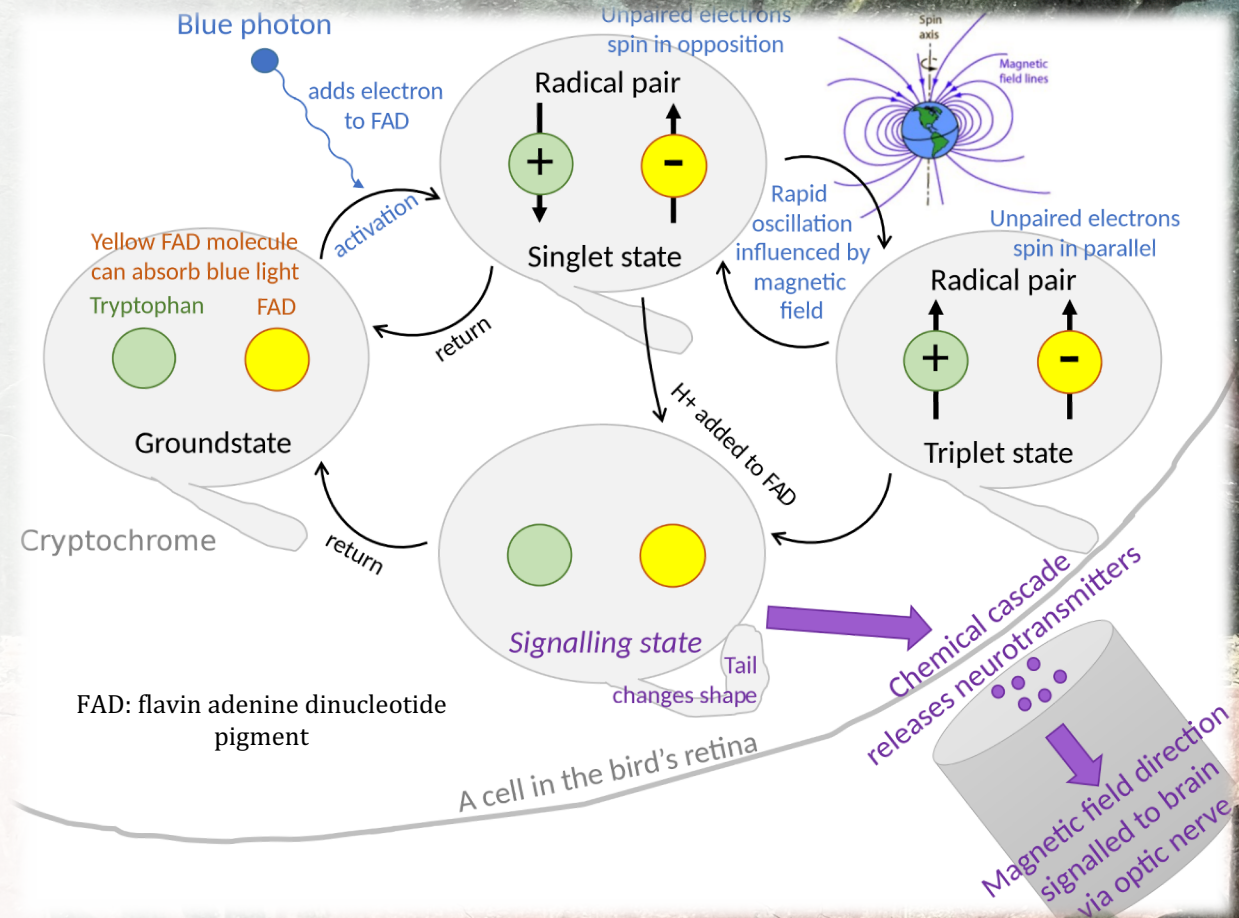 Blue photon
adds electron
to FAD
activation
Unpaired electrons
spin in opposition
Radical pair
+
-
Singlet state
Spin
axis
Magnetic
field lines
Rapid
oscillation
influenced by
magnetic
field
Unpaired electrons
spin in parallel
Radical pair
+
-
Triplet state
Yellow FAD molecule
can absorb blue light
Tryptophan
FAD
Groundstate
return
H+ added to FAD
Cryptochrome
return
Signalling state
Tail
changes shape
Chemical cascade
releases neurotransmitters
FAD: flavin adenine dinucleotide
pigment
A cell in the bird's retina
Magnetic field direction
signalled to brain
via optic nerve